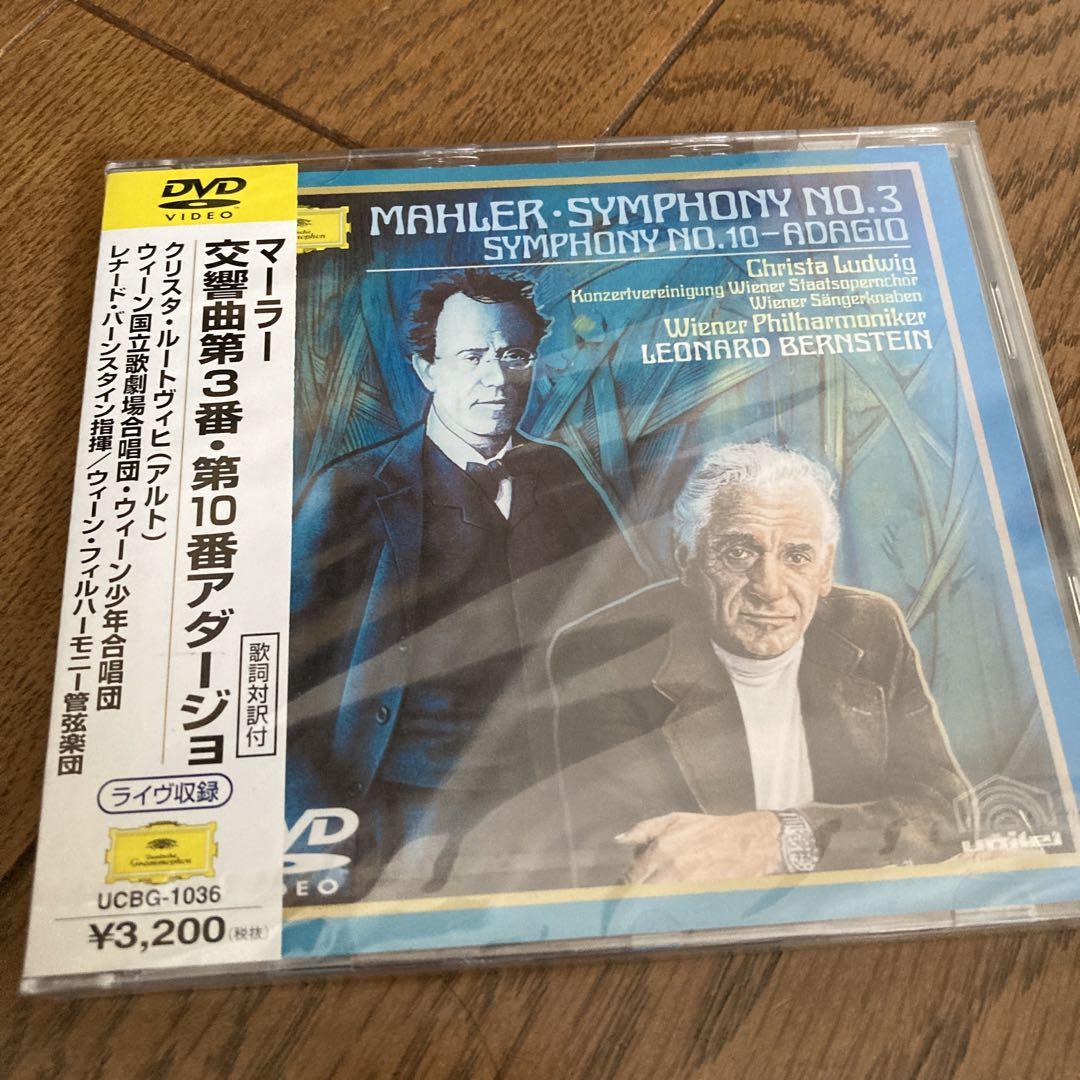 DVD
VIDEO
マーラー
交響曲第3番・第10番アダージョ
クリスタ・ルートヴィヒ(アルト)
ウィーン国立歌劇場合唱団・ウィーン少年合唱団
レナード・バーンスタイン指揮/ウィーン・フィルハーモニー管弦楽団
歌詞対訳付
ライヴ収録
Deutsche
Grammophon
UCBG-1036
¥3,200(税抜)
Deutsche
Grammophon
MAHLER・SYMPHONY NO.3
SYMPHONY NO.10–ADAGIO
Christa Ludwig
Konzertvereinigung Wiener Staatsopernchor
Wiener Sängerknaben
Wiener Philharmoniker
LEONARD BERNSTEIN
VD
DEO
unitel